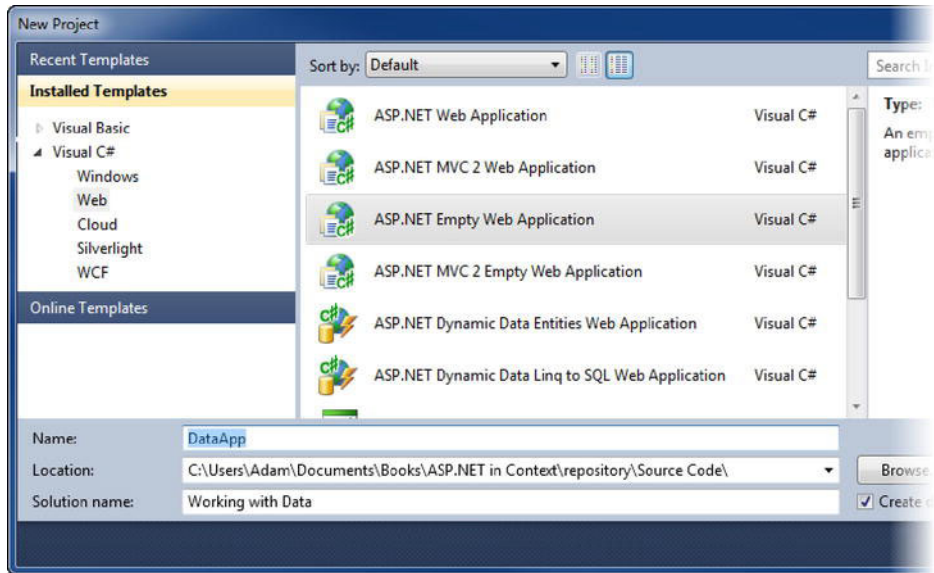 New Project
Recent Templates
Installed Templates
Visual Basic
Visual C#
Windows
Web
Cloud
Silverlight
WCF
Online Templates
Sort by: Default
Search
ASP.NET Web Application Visual C#
ASP.NET MVC 2 Web Application Visual C#
ASP.NET Empty Web Application Visual C#
ASP.NET MVC 2 Empty Web Application Visual C#
ASP.NET Dynamic Data Entities Web Application Visual C#
ASP.NET Dynamic Data Linq to SQL Web Application Visual C#
Type:
An
Name: DataApp
Location: C:\Users\Adam\Documents\Books\ASP.NET in Context\repository\Source Code\ Browse
Solution name: Working with Data
Create